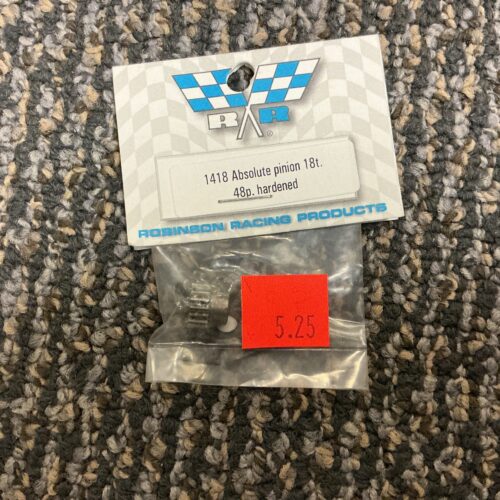 RR®
1418 Absolute pinion 18t.
48p. hardened
ROBINSON RACING PRODUCTS
5.25